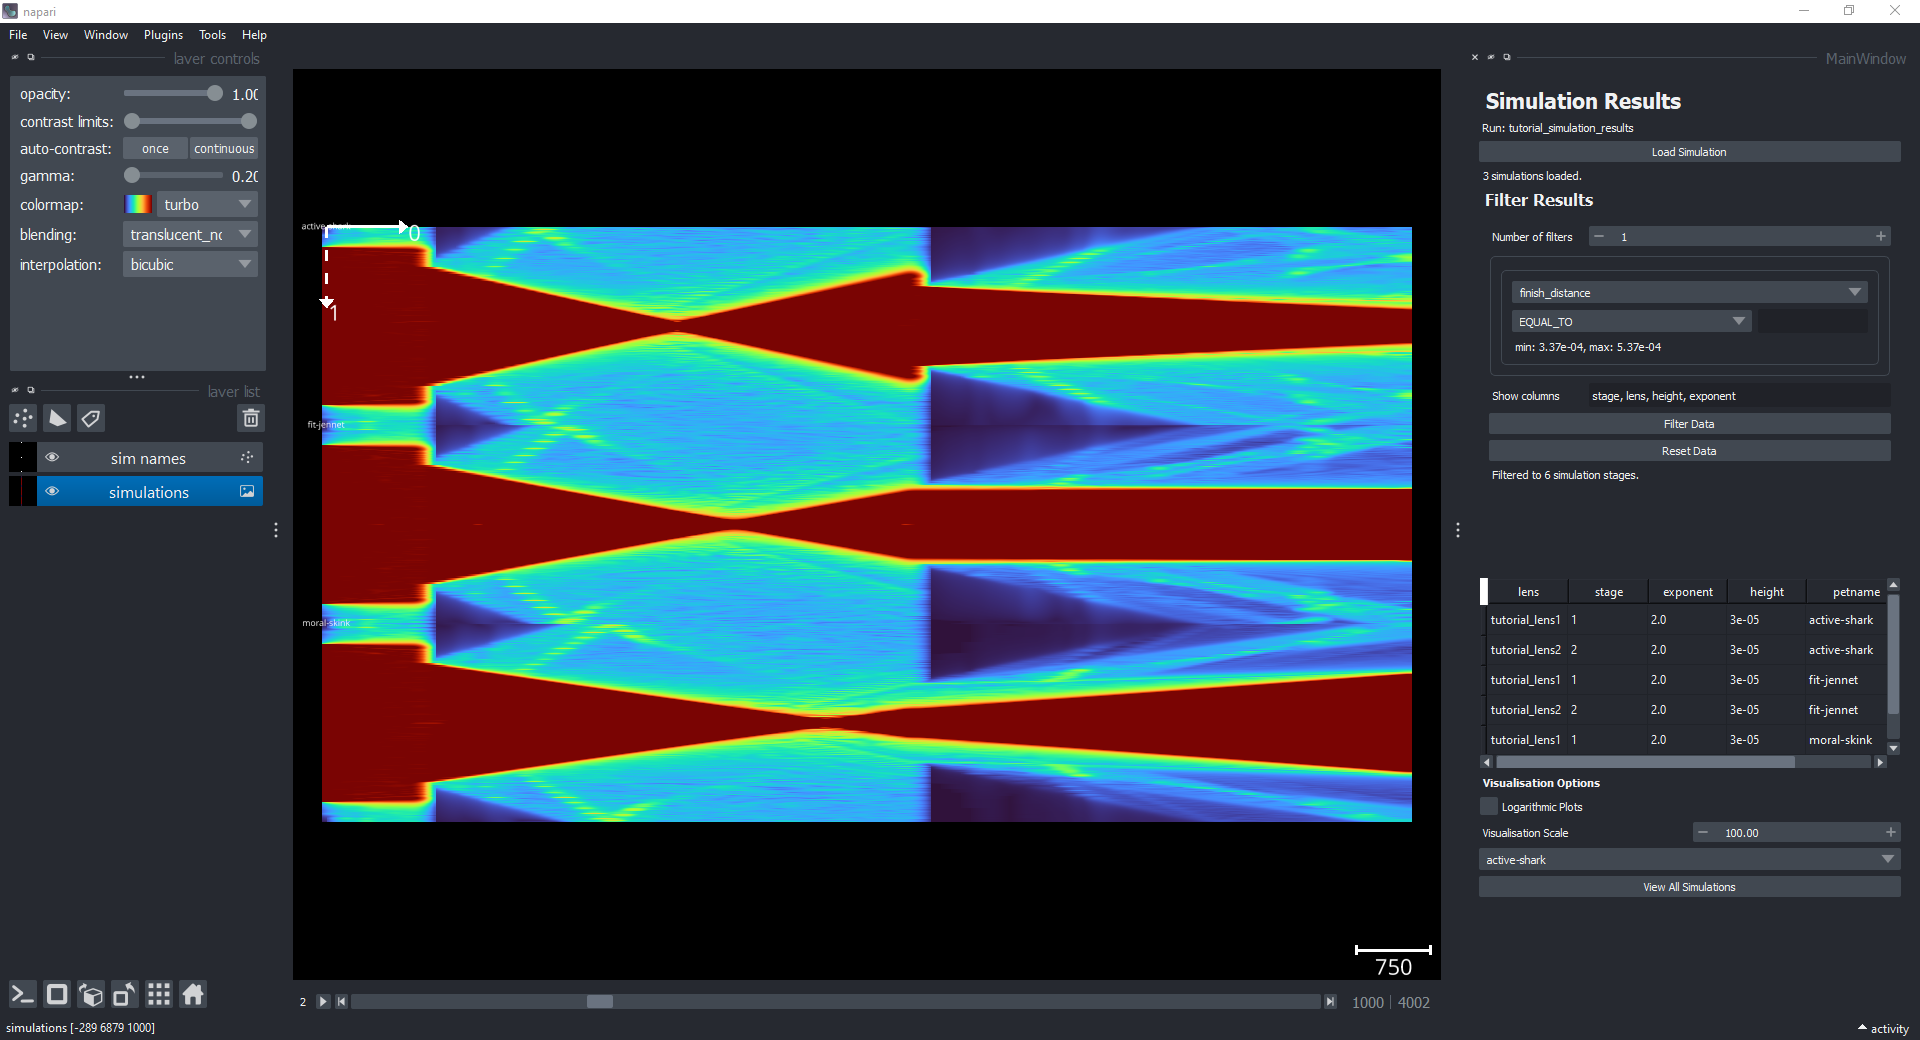 napari
File View Window Plugins Tools Help
layer controls
opacity: 1.00
contrast limits:
auto-contrast: once continuous
gamma: 0.20
colormap: turbo
blending: translucent_nc
interpolation: bicubic
layer list
sim names
simulations
active-shark
0
1
fit-jennet
moral-skink
750
2
1000 | 4002
simulations [-289 6879 1000]
MainWindow
Simulation Results
Run: tutorial_simulation_results
Load Simulation
3 simulations loaded.
Filter Results
Number of filters 1
finish_distance
EQUAL_TO
min: 3.37e-04, max: 5.37e-04
Show columns stage, lens, height, exponent
Filter Data
Reset Data
Filtered to 6 simulation stages.
lens stage exponent height petname
tutorial_lens1 1 2.0 3e-05 active-shark
tutorial_lens2 2 2.0 3e-05 active-shark
tutorial_lens1 1 2.0 3e-05 fit-jennet
tutorial_lens2 2 2.0 3e-05 fit-jennet
tutorial_lens1 1 2.0 3e-05 moral-skink
Visualisation Options
Logarithmic Plots
Visualisation Scale 100.00
active-shark
View All Simulations
activity